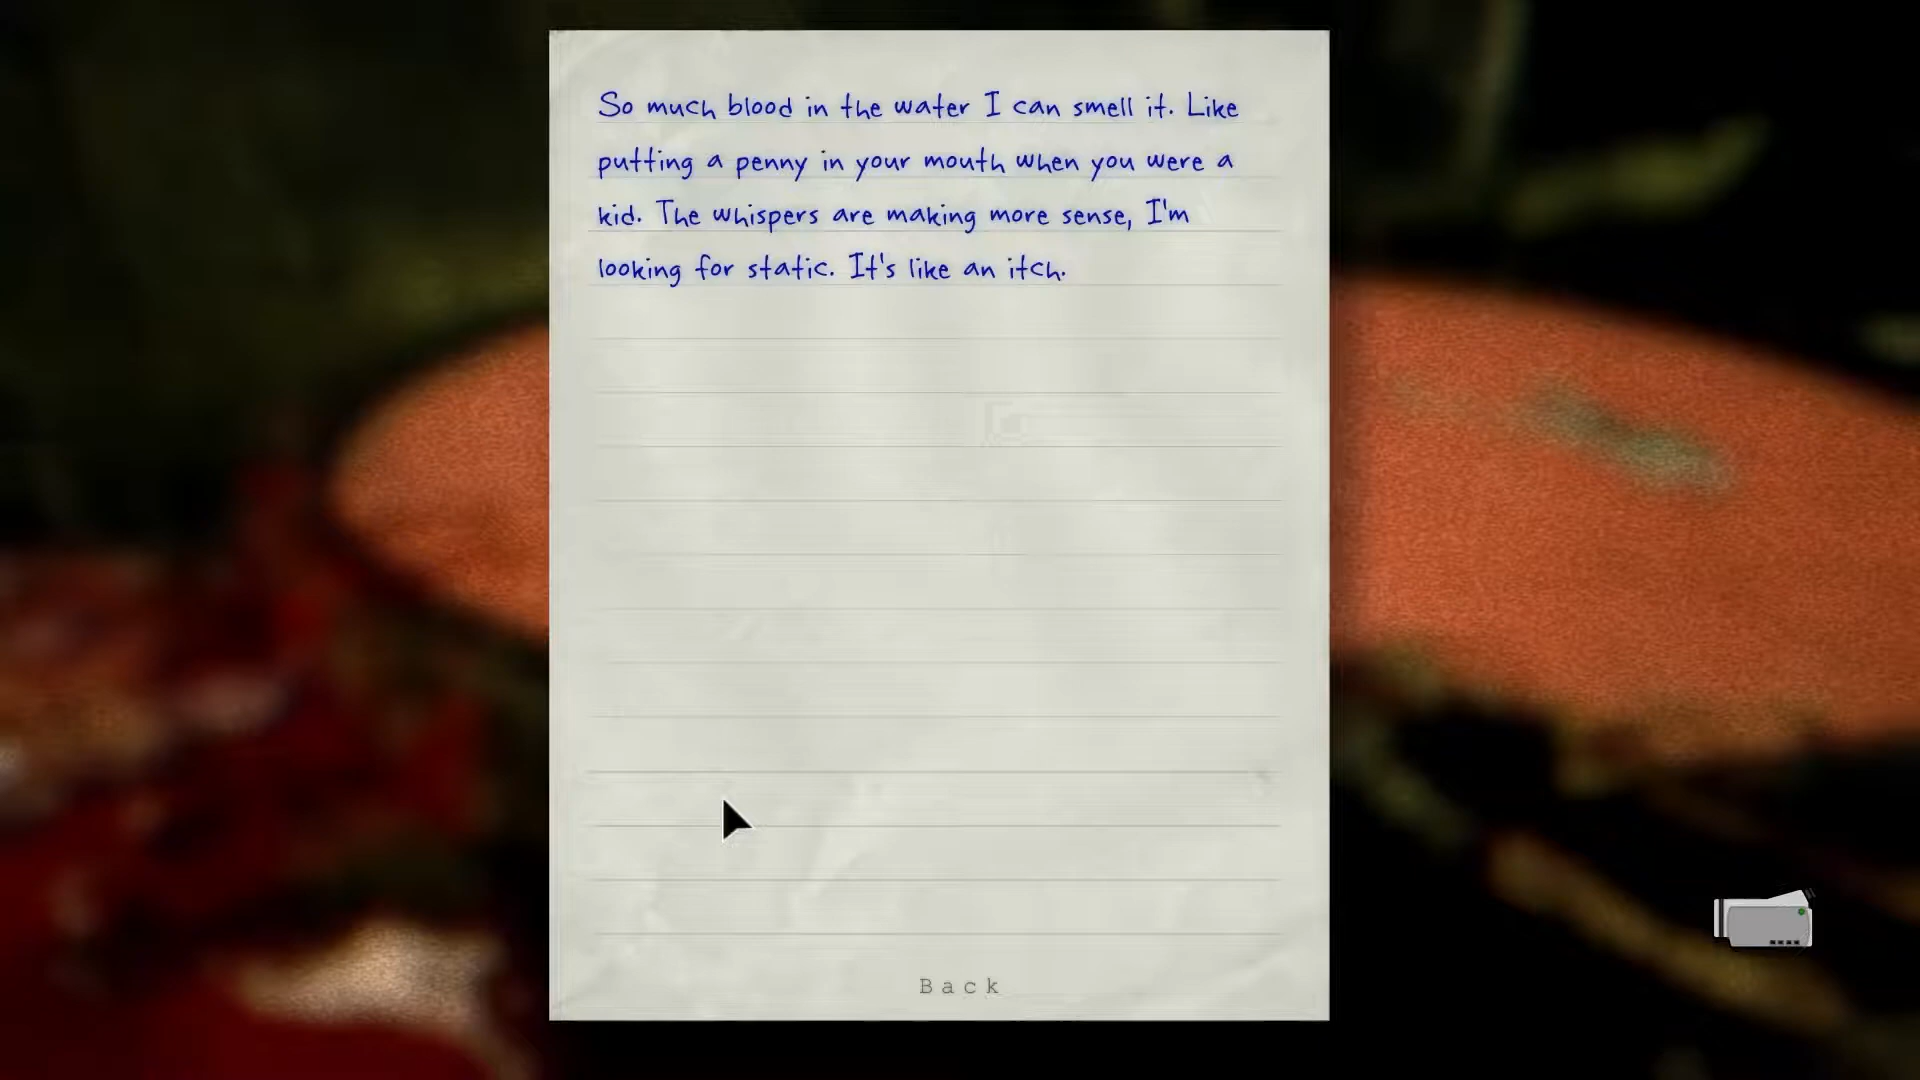 So much blood in the water I can smell it. Like
putting a penny in your mouth when you were a
kid. The whispers are making more sense, I'm
looking for static. It's like an itch.
Back